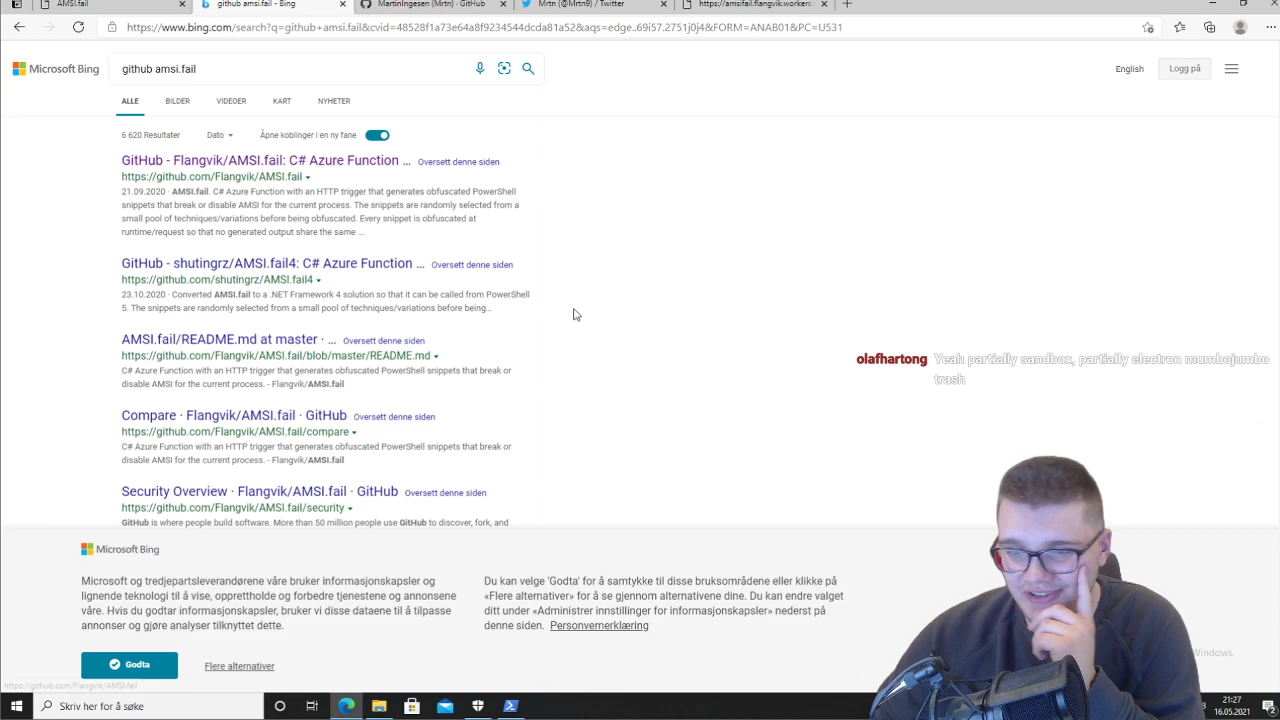 Bing
MartinIngesen (Mrtn) · GitHub
Mrtn (@Mrtn9) / Twitter
https://amsifail.flangvik.workers
https://www.bing.com/search?q=github+amsi.fail&cvid=48528f1a73e64a8f9234544dcda81a52&aqs=edge..69i57.2751j0j4&FORM=ANAB01&PC=U531
Microsoft Bing
github amsi.fail
English
Logg på
ALLE BILDER VIDEOER KART NYHETER
6 620 Resultater Dato Åpne koblinger i en ny fane
GitHub - Flangvik/AMSI.fail: C# Azure Function ... Oversett denne siden
https://github.com/Flangvik/AMSI.fail
21.09.2020 · AMSI.fail. C# Azure Function with an HTTP trigger that generates obfuscated PowerShell
snippets that break or disable AMSI for the current process. The snippets are randomly selected from a
small pool of techniques/variations before being obfuscated. Every snippet is obfuscated at
runtime/request so that no generated output share the same ...
GitHub - shutingrz/AMSI.fail4: C# Azure Function ... Oversett denne siden
https://github.com/shutingrz/AMSI.fail4
23.10.2020 · Converted AMSI.fail to a .NET Framework 4 solution so that it can be called from PowerShell
5. The snippets are randomly selected from a small pool of techniques/variations before being...
AMSI.fail/README.md at master · ... Oversett denne siden
https://github.com/Flangvik/AMSI.fail/blob/master/README.md
C# Azure Function with an HTTP trigger that generates obfuscated PowerShell snippets that break or
disable AMSI for the current process. - Flangvik/AMSI.fail
Compare · Flangvik/AMSI.fail · GitHub Oversett denne siden
https://github.com/Flangvik/AMSI.fail/compare
C# Azure Function with an HTTP trigger that generates obfuscated PowerShell snippets that break or
disable AMSI for the current process. - Flangvik/AMSI.fail
Security Overview · Flangvik/AMSI.fail · GitHub Oversett denne siden
https://github.com/Flangvik/AMSI.fail/security
GitHub is where people build software. More than 50 million people use GitHub to discover, fork, and
olafhartong Yeah partially sandbox, partially electron mumbojumbo
trash
Microsoft Bing
Microsoft og tredjepartsleverandørene våre bruker informasjonskapsler og
lignende teknologi til å vise, opprettholde og forbedre tjenestene og annonsene
våre. Hvis du godtar informasjonskapsler, bruker vi disse dataene til å tilpasse
annonser og gjøre analyser tilknyttet dette.
Du kan velge 'Godta' for å samtykke til disse bruksområdene eller klikke på
«Flere alternativer» for å se gjennom alternativene dine. Du kan endre valget
ditt under «Administrer innstillinger for informasjonskapsler» nederst på
denne siden. Personvernerklæring
Godta
Flere alternativer
https://github.com/Flangvik/AMSI.fail
Windows.
Skriv her for å søke
21:27
16.05.2021
2